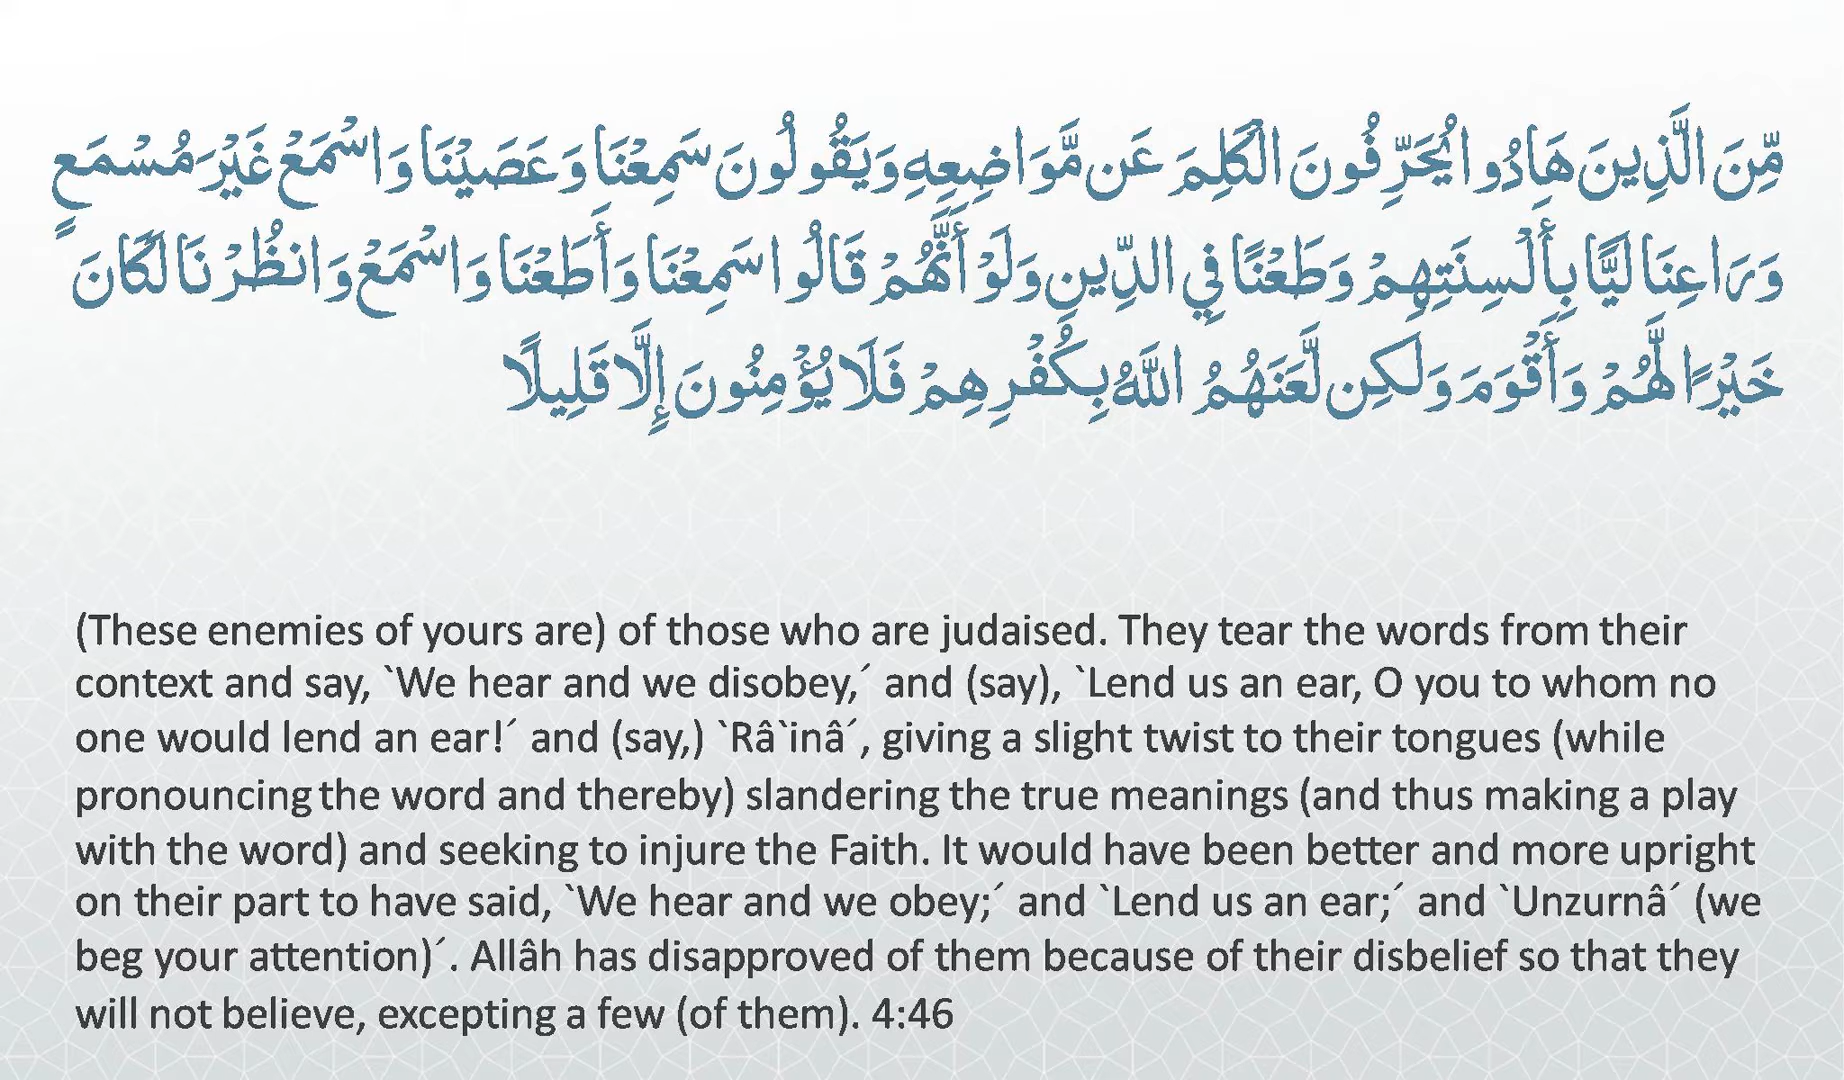 مِّنَ الَّذِينَ هَادُوا يُحَرِّفُونَ الْكَلِمَ عَن مَّوَاضِعِهِ وَيَقُولُونَ سَمِعْنَا وَعَصَيْنَا وَاسْمَعْ غَيْرَ مُسْمَعٍ
وَرَاعِنَا لَيًّا بِأَلْسِنَتِهِمْ وَطَعْنًا فِي الدِّينِ وَلَوْ أَنَّهُمْ قَالُوا سَمِعْنَا وَأَطَعْنَا وَاسْمَعْ وَانظُرْنَا لَكَانَ
خَيْرًا لَّهُمْ وَأَقْوَمَ وَلَكِن لَّعَنَهُمُ اللَّهُ بِكُفْرِهِمْ فَلَا يُؤْمِنُونَ إِلَّا قَلِيلًا
(These enemies of yours are) of those who are judaised. They tear the words from their
context and say, `We hear and we disobey,´ and (say), `Lend us an ear, O you to whom no
one would lend an ear!´ and (say,) `Râ`inâ´, giving a slight twist to their tongues (while
pronouncing the word and thereby) slandering the true meanings (and thus making a play
with the word) and seeking to injure the Faith. It would have been better and more upright
on their part to have said, `We hear and we obey;´ and `Lend us an ear;´ and `Unzurnâ´ (we
beg your attention)´. Allâh has disapproved of them because of their disbelief so that they
will not believe, excepting a few (of them). 4:46